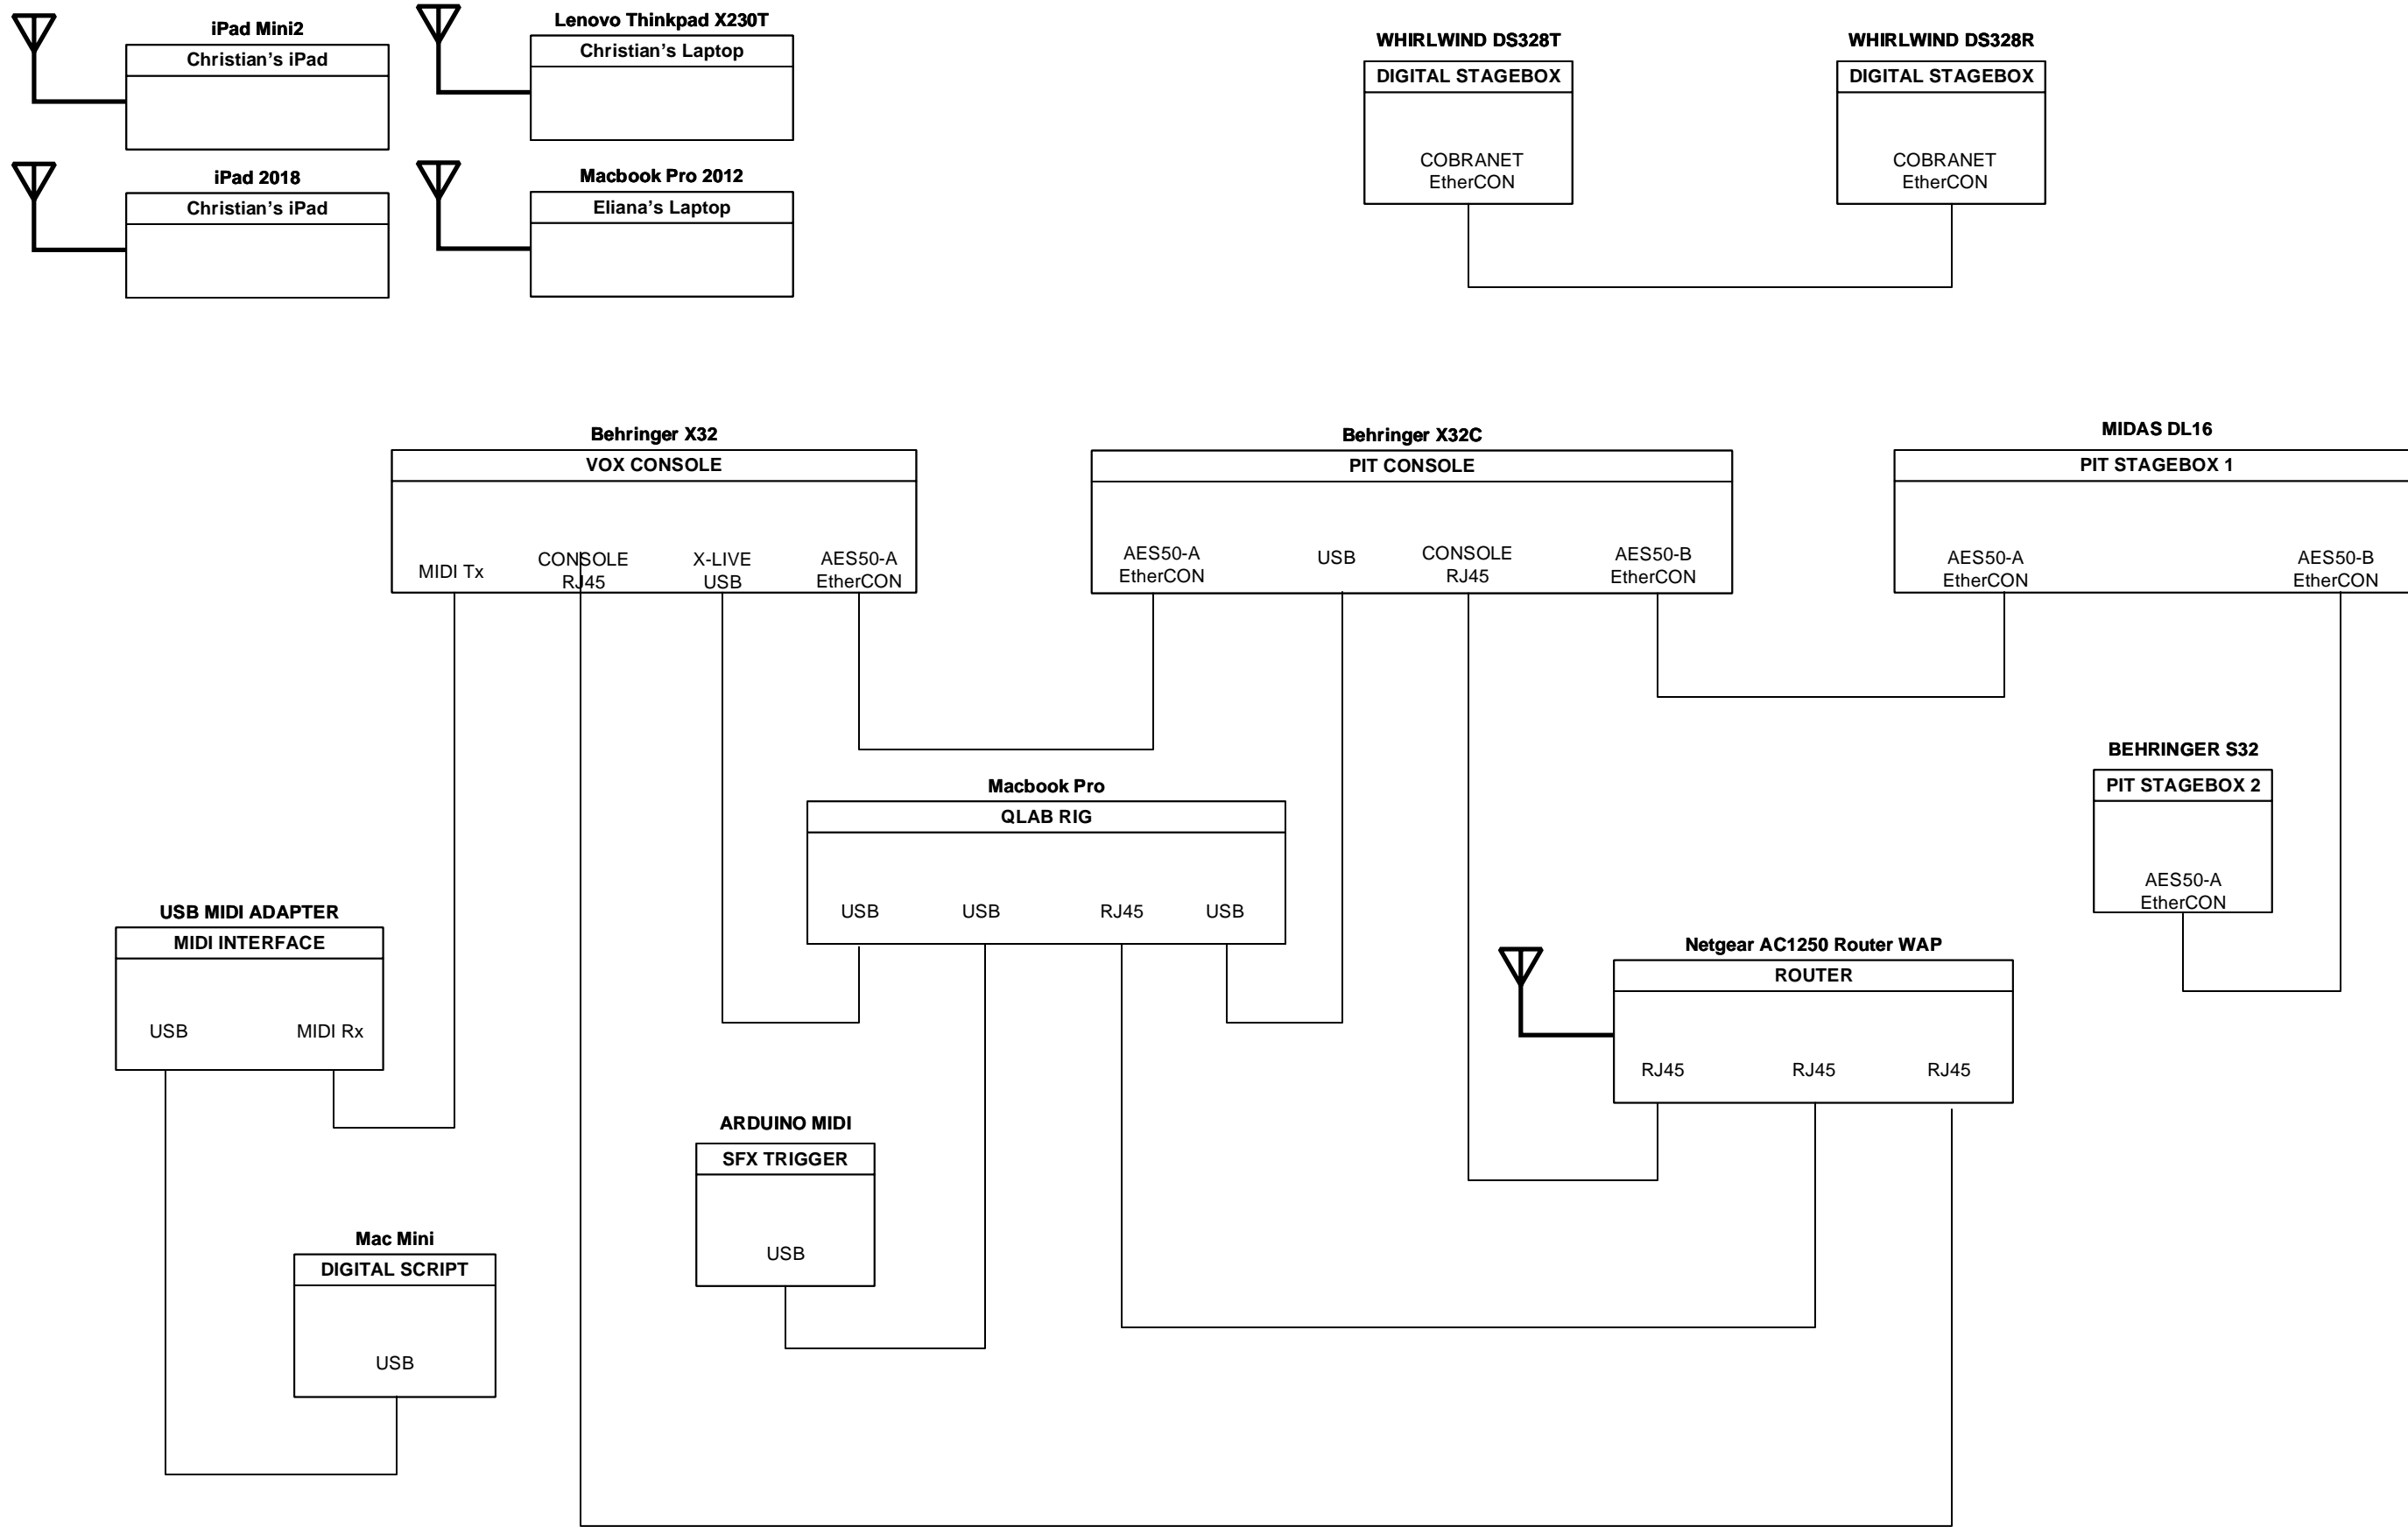 iPad Mini2
Christian's iPad
Lenovo Thinkpad X230T
Christian's Laptop
WHIRLWIND DS328T
DIGITAL STAGEBOX
COBRANET
EtherCON
WHIRLWIND DS328R
DIGITAL STAGEBOX
COBRANET
EtherCON
iPad 2018
Christian's iPad
Macbook Pro 2012
Eliana's Laptop
Behringer X32
VOX CONSOLE
MIDI Tx
CONSOLE
RJ45
X-LIVE
USB
AES50-A
EtherCON
Behringer X32C
PIT CONSOLE
AES50-A
EtherCON
USB
CONSOLE
RJ45
AES50-B
EtherCON
MIDAS DL16
PIT STAGEBOX 1
AES50-A
EtherCON
AES50-B
EtherCON
BEHRINGER S32
PIT STAGEBOX 2
AES50-A
EtherCON
Macbook Pro
QLAB RIG
USB
USB
RJ45
USB
USB MIDI ADAPTER
MIDI INTERFACE
USB
MIDI Rx
Netgear AC1250 Router WAP
ROUTER
RJ45
RJ45
RJ45
ARDUINO MIDI
SFX TRIGGER
USB
Mac Mini
DIGITAL SCRIPT
USB